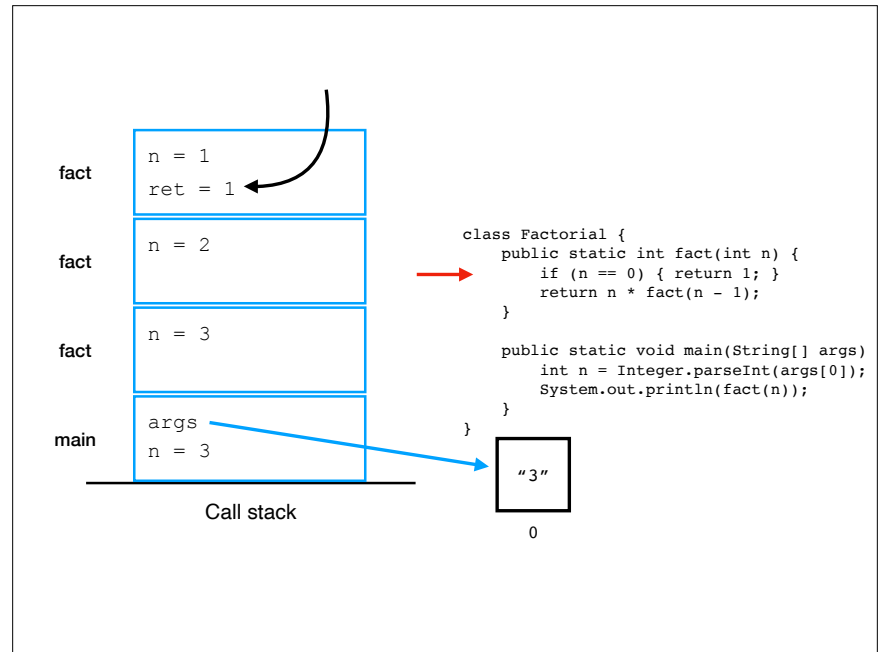 fact
n = 1
ret = 1
fact
n = 2
fact
n = 3
main
args
n = 3
Call stack
class Factorial {
    public static int fact(int n) {
        if (n == 0) { return 1; }
        return n * fact(n - 1);
    }
    public static void main(String[] args)
        int n = Integer.parseInt(args[0]);
        System.out.println(fact(n));
    }
}
“3”
0